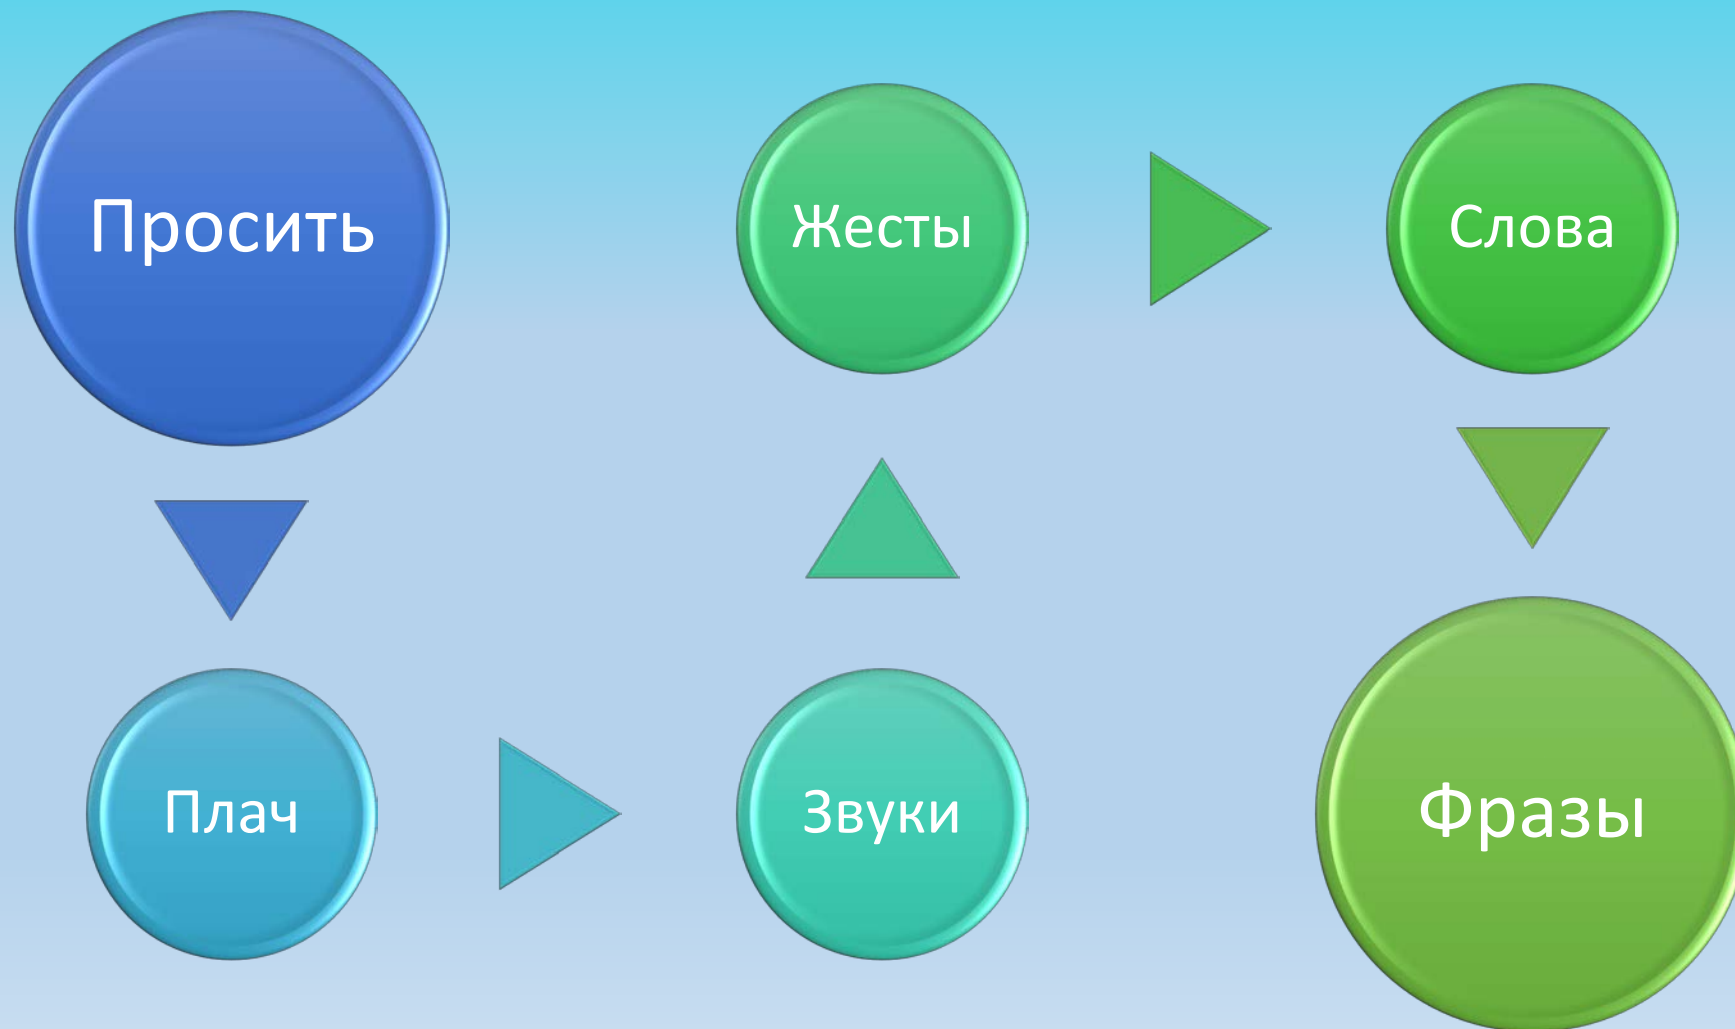 Просить
Плач
Звуки
Жесты
Слова
Фразы